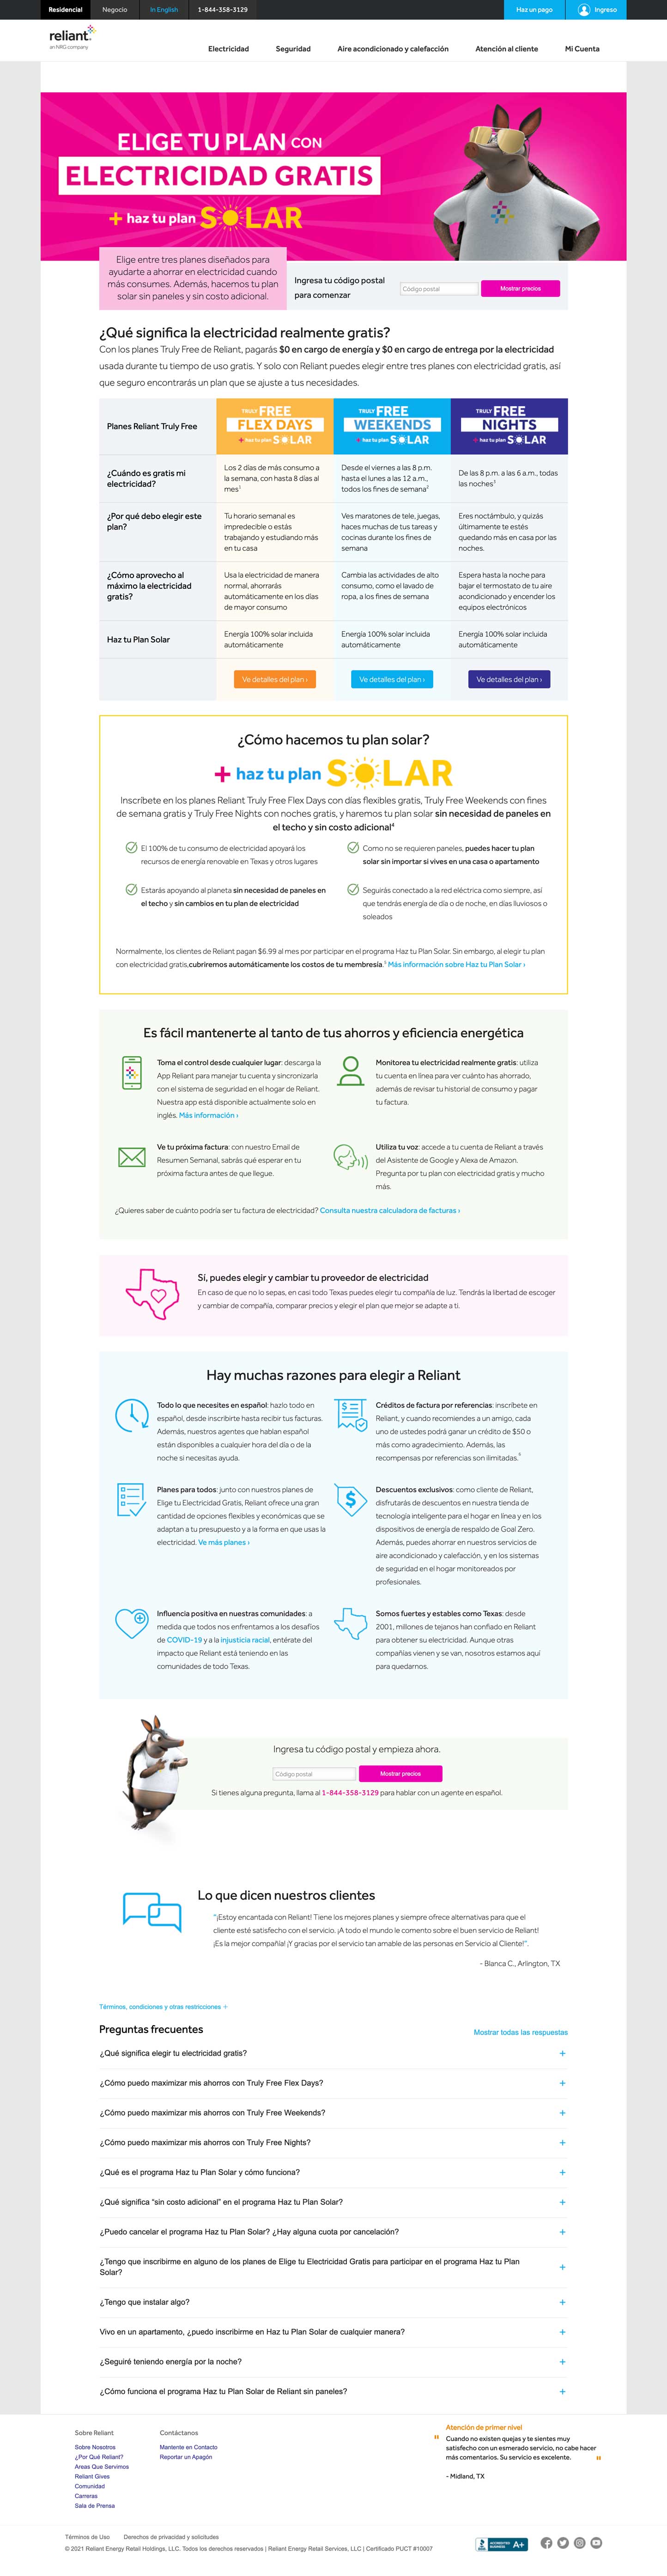 Residencial Negocio In English 1-844-358-3129 Haz un pago Ingreso
reliant
an NRG company
Electricidad Seguridad Aire acondicionado y calefacción Atención al cliente Mi Cuenta
ELIGE TU PLAN CON
ELECTRICIDAD GRATIS
+ haz tu plan SOLAR
Elige entre tres planes diseñados para
ayudarte a ahorrar en electricidad cuando
más consumes. Además, hacemos tu plan
solar sin paneles y sin costo adicional.
Ingresa tu código postal
para comenzar
Código postal
Mostrar precios
¿Qué significa la electricidad realmente gratis?
Con los planes Truly Free de Reliant, pagarás $0 en cargo de energía y $0 en cargo de entrega por la electricidad
usada durante tu tiempo de uso gratis. Y solo con Reliant puedes elegir entre tres planes con electricidad gratis, así
que seguro encontrarás un plan que se ajuste a tus necesidades.
Planes Reliant Truly Free
TRULY FREE
FLEX DAYS
+ haz tu plan SOLAR
TRULY FREE
WEEKENDS
+ haz tu plan SOLAR
TRULY FREE
NIGHTS
+ haz tu plan SOLAR
¿Cuándo es gratis mi
electricidad?
Los 2 días de más consumo a
la semana, con hasta 8 días al
mes¹
Desde el viernes a las 8 p.m.
hasta el lunes a las 12 a.m.,
todos los fines de semana²
De las 8 p.m. a las 6 a.m., todas
las noches³
¿Por qué debo elegir este
plan?
Tu horario semanal es
impredecible o estás
trabajando y estudiando más
en tu casa
Ves maratones de tele, juegas,
haces muchas de tus tareas y
cocinas durante los fines de
semana
Eres noctámbulo, y quizás
últimamente te estés
quedando más en casa por las
noches.
¿Cómo aprovecho al
máximo la electricidad
gratis?
Usa la electricidad de manera
normal, ahorrarás
automáticamente en los días
de mayor consumo
Cambia las actividades de alto
consumo, como el lavado de
ropa, a los fines de semana
Espera hasta la noche para
bajar el termostato de tu aire
acondicionado y encender los
equipos electrónicos
Haz tu Plan Solar
Energía 100% solar incluida
automáticamente
Energía 100% solar incluida
automáticamente
Energía 100% solar incluida
automáticamente
Ve detalles del plan ›
Ve detalles del plan ›
Ve detalles del plan ›
¿Cómo hacemos tu plan solar?
+ haz tu plan SOLAR
Inscríbete en los planes Reliant Truly Free Flex Days con días flexibles gratis, Truly Free Weekends con fines
de semana gratis y Truly Free Nights con noches gratis, y haremos tu plan solar sin necesidad de paneles en
el techo y sin costo adicional⁴
El 100% de tu consumo de electricidad apoyará los
recursos de energía renovable en Texas y otros lugares
Como no se requieren paneles, puedes hacer tu plan
solar sin importar si vives en una casa o apartamento
Estarás apoyando al planeta sin necesidad de paneles en
el techo y sin cambios en tu plan de electricidad
Seguirás conectado a la red eléctrica como siempre, así
que tendrás energía de día o de noche, en días lluviosos o
soleados
Normalmente, los clientes de Reliant pagan $6.99 al mes por participar en el programa Haz tu Plan Solar. Sin embargo, al elegir tu plan
con electricidad gratis,cubriremos automáticamente los costos de tu membresía.⁵ Más información sobre Haz tu Plan Solar ›
Es fácil mantenerte al tanto de tus ahorros y eficiencia energética
Toma el control desde cualquier lugar: descarga la
App Reliant para manejar tu cuenta y sincronizarla
con el sistema de seguridad en el hogar de Reliant.
Nuestra app está disponible actualmente solo en
inglés. Más información ›
Monitorea tu electricidad realmente gratis: utiliza
tu cuenta en línea para ver cuánto has ahorrado,
además de revisar tu historial de consumo y pagar
tu factura.
Ve tu próxima factura: con nuestro Email de
Resumen Semanal, sabrás qué esperar en tu
próxima factura antes de que llegue.
Utiliza tu voz: accede a tu cuenta de Reliant a través
del Asistente de Google y Alexa de Amazon.
Pregunta por tu plan con electricidad gratis y mucho
más.
¿Quieres saber de cuánto podría ser tu factura de electricidad? Consulta nuestra calculadora de facturas ›
Sí, puedes elegir y cambiar tu proveedor de electricidad
En caso de que no lo sepas, en casi todo Texas puedes elegir tu compañía de luz. Tendrás la libertad de escoger
y cambiar de compañía, comparar precios y elegir el plan que mejor se adapte a ti.
Hay muchas razones para elegir a Reliant
Todo lo que necesites en español: hazlo todo en
español, desde inscribirte hasta recibir tus facturas.
Además, nuestros agentes que hablan español
están disponibles a cualquier hora del día o de la
noche si necesitas ayuda.
Créditos de factura por referencias: inscríbete en
Reliant, y cuando recomiendes a un amigo, cada
uno de ustedes podrá ganar un crédito de $50 o
más como agradecimiento. Además, las
recompensas por referencias son ilimitadas.⁶
Planes para todos: junto con nuestros planes de
Elige tu Electricidad Gratis, Reliant ofrece una gran
cantidad de opciones flexibles y económicas que se
adaptan a tu presupuesto y a la forma en que usas la
electricidad. Ve más planes ›
Descuentos exclusivos: como cliente de Reliant,
disfrutarás de descuentos en nuestra tienda de
tecnología inteligente para el hogar en línea y en los
dispositivos de energía de respaldo de Goal Zero.
Además, puedes ahorrar en nuestros servicios de
aire acondicionado y calefacción, y en los sistemas
de seguridad en el hogar monitoreados por
profesionales.
Influencia positiva en nuestras comunidades: a
medida que todos nos enfrentamos a los desafíos
de COVID-19 y a la injusticia racial, entérate del
impacto que Reliant está teniendo en las
comunidades de todo Texas.
Somos fuertes y estables como Texas: desde
2001, millones de tejanos han confiado en Reliant
para obtener su electricidad. Aunque otras
compañías vienen y se van, nosotros estamos aquí
para quedarnos.
Ingresa tu código postal y empieza ahora.
Código postal
Mostrar precios
Si tienes alguna pregunta, llama al 1-844-358-3129 para hablar con un agente en español.
Lo que dicen nuestros clientes
"¡Estoy encantada con Reliant! Tiene los mejores planes y siempre ofrece alternativas para que el
cliente esté satisfecho con el servicio. ¡A todo el mundo le comento sobre el buen servicio de Reliant!
¡Es la mejor compañía! ¡Y gracias por el servicio tan amable de las personas en Servicio al Cliente!".
- Blanca C., Arlington, TX
Términos, condiciones y otras restricciones +
Preguntas frecuentes
Mostrar todas las respuestas
¿Qué significa elegir tu electricidad gratis? +
¿Cómo puedo maximizar mis ahorros con Truly Free Flex Days? +
¿Cómo puedo maximizar mis ahorros con Truly Free Weekends? +
¿Cómo puedo maximizar mis ahorros con Truly Free Nights? +
¿Qué es el programa Haz tu Plan Solar y cómo funciona? +
¿Qué significa "sin costo adicional" en el programa Haz tu Plan Solar? +
¿Puedo cancelar el programa Haz tu Plan Solar? ¿Hay alguna cuota por cancelación? +
¿Tengo que inscribirme en alguno de los planes de Elige tu Electricidad Gratis para participar en el programa Haz tu Plan
Solar? +
¿Tengo que instalar algo? +
Vivo en un apartamento, ¿puedo inscribirme en Haz tu Plan Solar de cualquier manera? +
¿Seguiré teniendo energía por la noche? +
¿Cómo funciona el programa Haz tu Plan Solar de Reliant sin paneles? +
Sobre Reliant
Sobre Nosotros
¿Por Qué Reliant?
Areas Que Servimos
Reliant Gives
Comunidad
Carreras
Sala de Prensa
Contáctanos
Mantente en Contacto
Reportar un Apagón
Atención de primer nivel
" Cuando no existen quejas y te sientes muy
satisfecho con un esmerado servicio, no cabe hacer
más comentarios. Su servicio es excelente. "
- Midland, TX
Términos de Uso Derechos de privacidad y solicitudes
© 2021 Reliant Energy Retail Holdings, LLC. Todos los derechos reservados | Reliant Energy Retail Services, LLC | Certificado PUCT #10007
BBB ACCREDITED BUSINESS A+